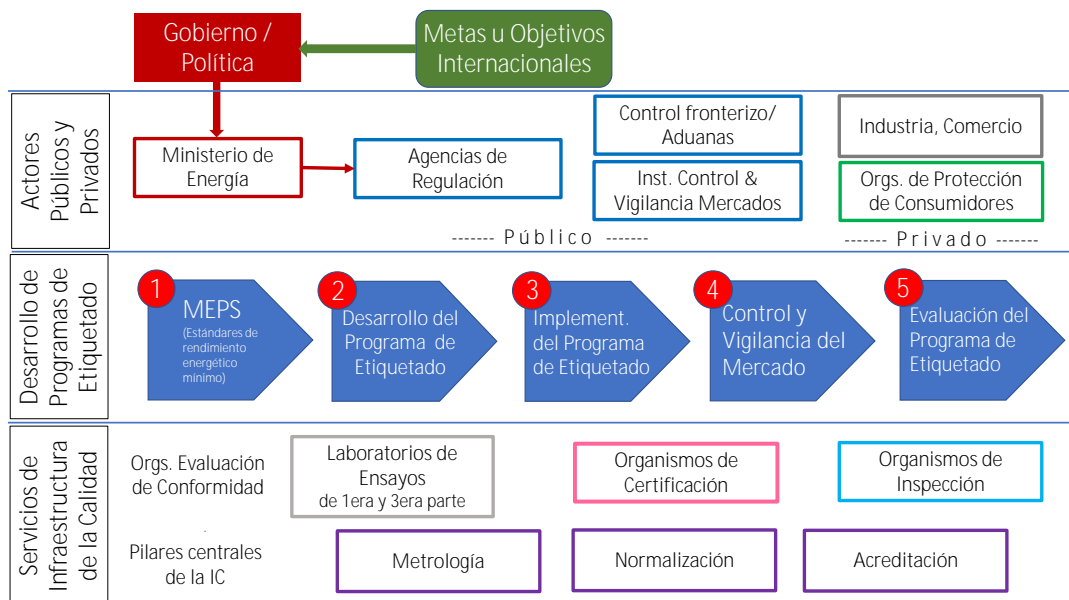 Gobierno /
Política
Metas u Objetivos
Internacionales
Actores
Públicos y
Privados
Ministerio de
Energía
Agencias de
Regulación
Control fronterizo/
Aduanas
Inst. Control &
Vigilancia Mercados
Industria, Comercio
Orgs. de Protección
de Consumidores
------- Público -------
------- Privado -------
Desarrollo de
Programas de
Etiquetado
1
MEPS
(Estándares de
rendimiento
energético
mínimo)
2
Desarrollo del
Programa de
Etiquetado
3
Implement.
del Programa
de Etiquetado
4
Control y
Vigilancia del
Mercado
5
Evaluación del
Programa de
Etiquetado
Servicios de
Infraestructura
de la Calidad
Orgs. Evaluación
de Conformidad
Laboratorios de
Ensayos
de 1era y 3era parte
Organismos de
Certificación
Organismos de
Inspección
Pilares centrales
de la IC
Metrología
Normalización
Acreditación